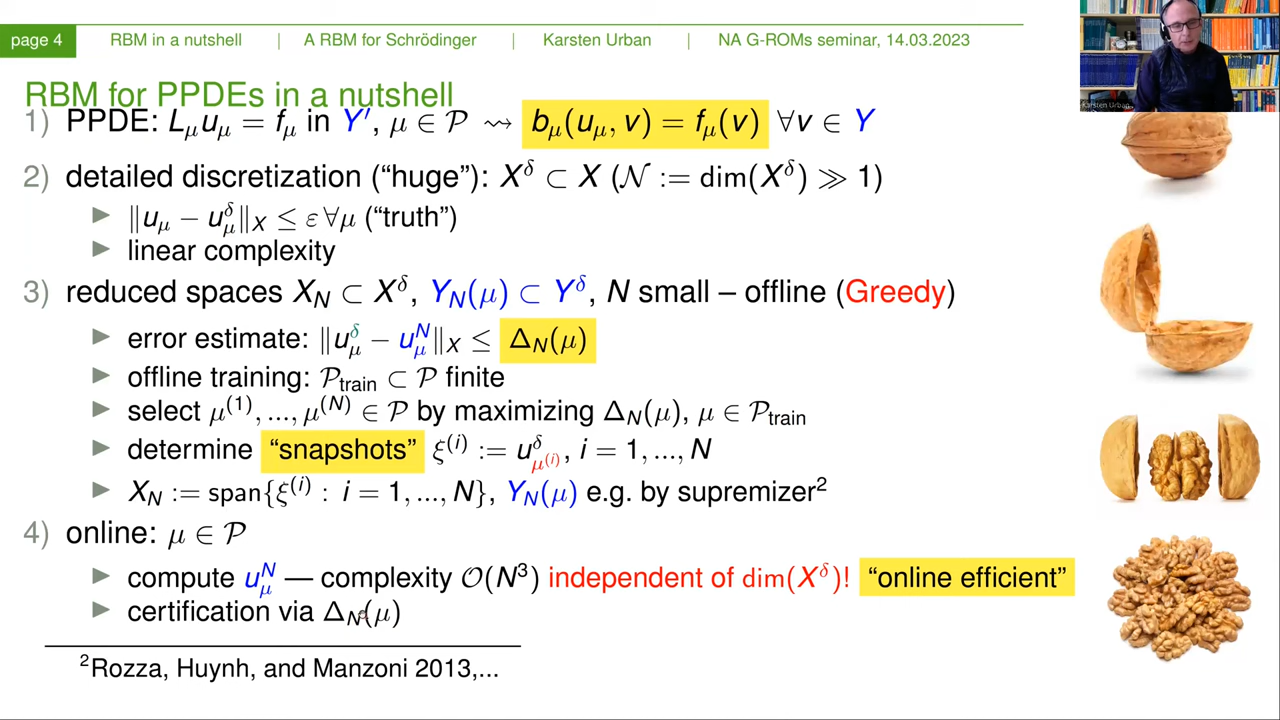 page 4 RBM in a nutshell | A RBM for Schrödinger | Karsten Urban | NA G-ROMs seminar, 14.03.2023
Karsten Urban
RBM for PPDEs in a nutshell
1) PPDE: L_μ u_μ = f_μ in Y′, μ ∈ 𝒫 ⇝ b_μ(u_μ, v) = f_μ(v) ∀v ∈ Y
2) detailed discretization (“huge”): X^δ ⊂ X (𝒩 := dim(X^δ) ≫ 1)
▶ ‖u_μ − u_μ^δ‖_X ≤ ε ∀μ (“truth”)
▶ linear complexity
3) reduced spaces X_N ⊂ X^δ, Y_N(μ) ⊂ Y^δ, N small – offline (Greedy)
▶ error estimate: ‖u_μ^δ − u_μ^N‖_X ≤ Δ_N(μ)
▶ offline training: 𝒫_train ⊂ 𝒫 finite
▶ select μ^(1), ..., μ^(N) ∈ 𝒫 by maximizing Δ_N(μ), μ ∈ 𝒫_train
▶ determine “snapshots” ξ^(i) := u^δ_μ^(i), i = 1, ..., N
▶ X_N := span{ξ^(i) : i = 1, ..., N}, Y_N(μ) e.g. by supremizer²
4) online: μ ∈ 𝒫
▶ compute u_μ^N — complexity 𝒪(N³) independent of dim(X^δ)! “online efficient”
▶ certification via Δ_N(μ)
²Rozza, Huynh, and Manzoni 2013,...